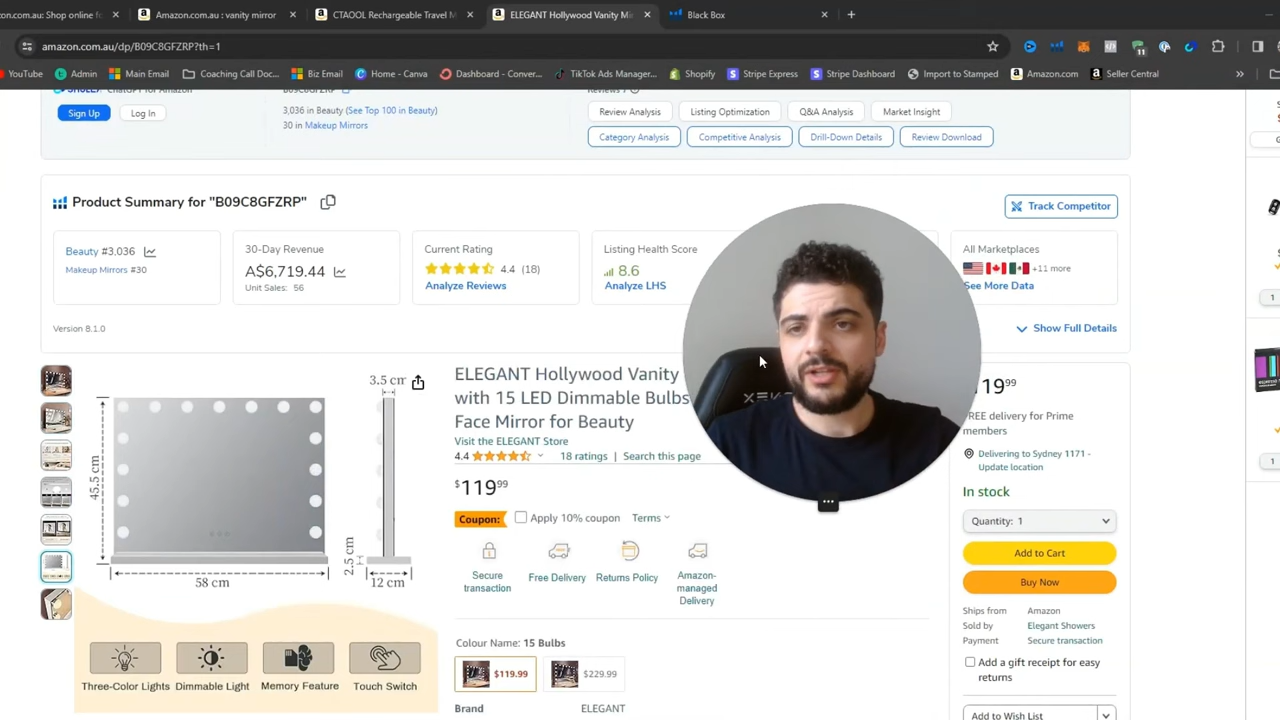 con.com.au: Shop online fo
Amazon.com.au : vanity mirror
CTAOOL Rechargeable Travel M
ELEGANT Hollywood Vanity Mi
Black Box
amazon.com.au/dp/B09C8GFZRP?th=1
YouTube
Admin
Main Email
Coaching Call Doc...
Biz Email
Home - Canva
Dashboard - Conver...
TikTok Ads Manager...
Shopify
Stripe Express
Stripe Dashboard
Import to Stamped
Amazon.com
Seller Central
ChatGPT for Amazon
Sign Up
Log In
3,036 in Beauty (See Top 100 in Beauty)
30 in Makeup Mirrors
Review Analysis
Listing Optimization
Q&A Analysis
Market Insight
Category Analysis
Competitive Analysis
Drill-Down Details
Review Download
Product Summary for "B09C8GFZRP"
Track Competitor
Beauty #3,036
Makeup Mirrors #30
30-Day Revenue
A$6,719.44
Unit Sales: 56
Current Rating
4.4 (18)
Analyze Reviews
Listing Health Score
8.6
Analyze LHS
All Marketplaces
+11 more
See More Data
Version 8.1.0
Show Full Details
3.5 cm
45.5 cm
2.5 cm
58 cm
12 cm
Three-Color Lights
Dimmable Light
Memory Feature
Touch Switch
ELEGANT Hollywood Vanity
with 15 LED Dimmable Bulbs
Face Mirror for Beauty
Visit the ELEGANT Store
4.4
18 ratings | Search this page
$119 99
Coupon:
Apply 10% coupon
Terms
Secure
transaction
Free Delivery
Returns Policy
Amazon-
managed
Delivery
Colour Name: 15 Bulbs
$119.99
$229.99
Brand
ELEGANT
19 99
FREE delivery for Prime
members
Delivering to Sydney 1171 -
Update location
In stock
Quantity: 1
Add to Cart
Buy Now
Ships from
Amazon
Sold by
Elegant Showers
Payment
Secure transaction
Add a gift receipt for easy
returns
Add to Wish List